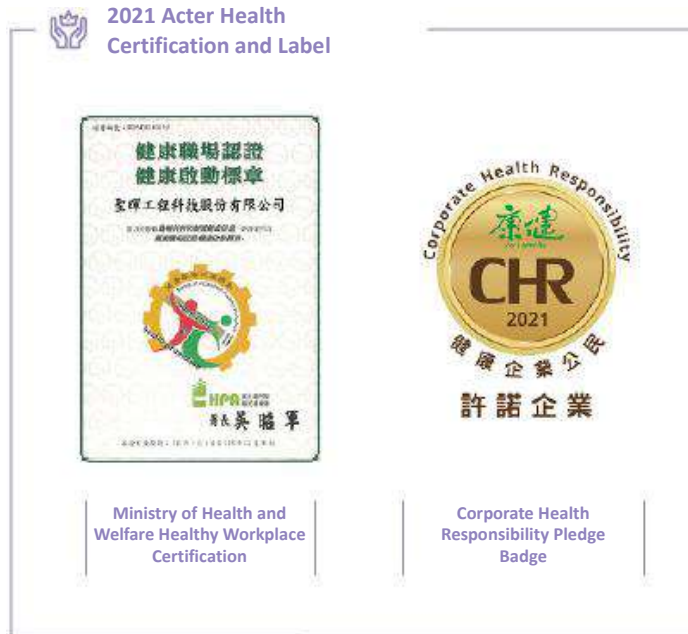 2021 Acter Health
Certification and Label
健康職場認證
健康啟動標章
聖暉工程科技股份有限公司
HPA
署長 吳昭軍
Corporate Health Responsibility
康健
CHR
2021
健康企業公民
許諾企業
Ministry of Health and
Welfare Healthy Workplace
Certification
Corporate Health
Responsibility Pledge
Badge